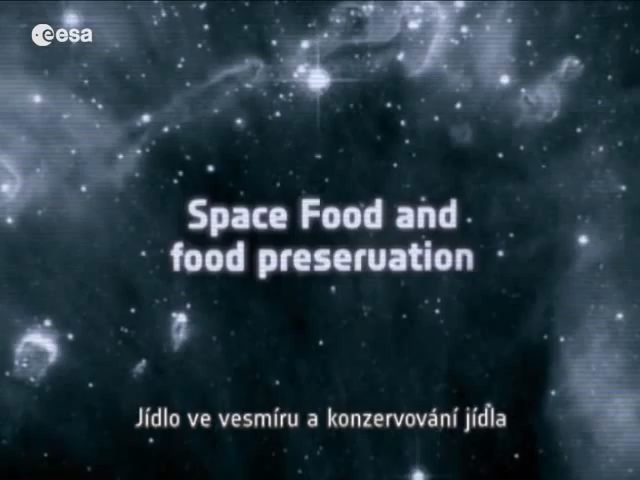 esa
Space Food and
food preservation
Jídlo ve vesmíru a konzervování jídla